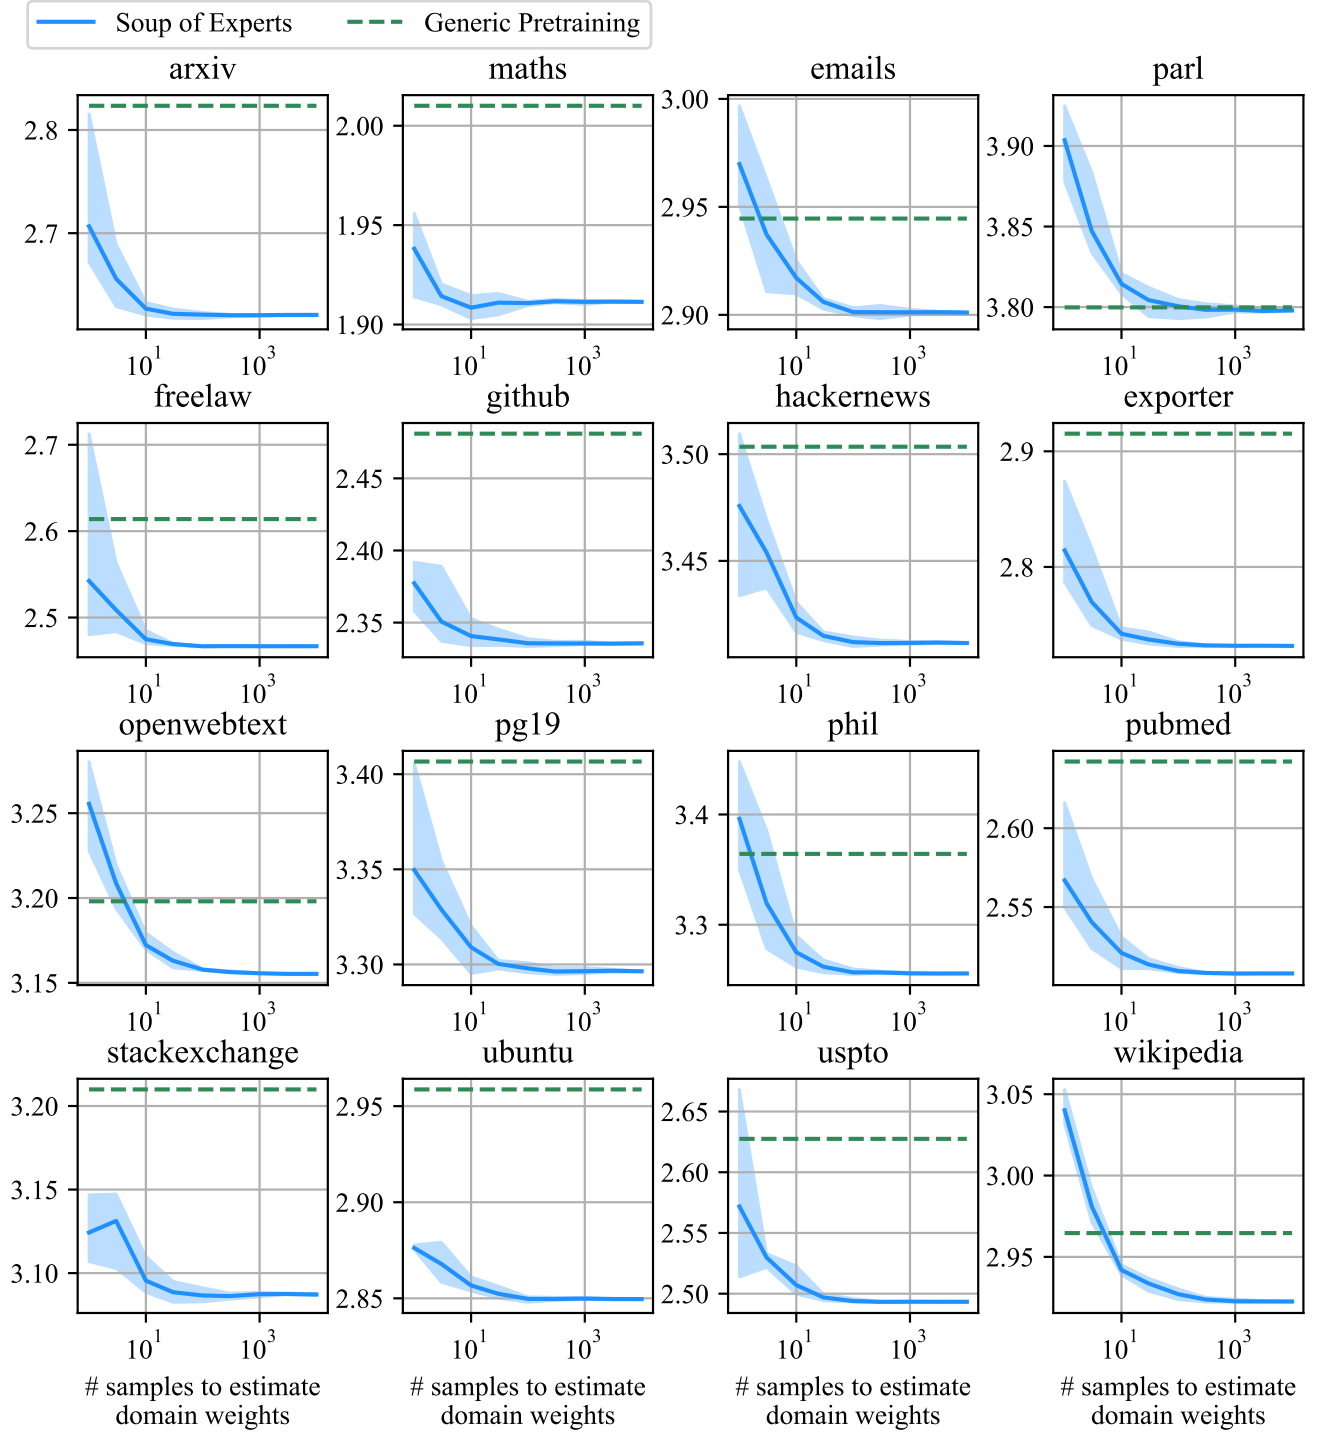 Soup of Experts Generic Pretraining
arxiv maths emails parl
2.8 2.7 10^1 10^3
2.00 1.95 1.90 10^1 10^3
3.00 2.95 2.90 10^1 10^3
3.90 3.85 3.80 10^1 10^3
freelaw github hackernews exporter
2.7 2.6 2.5 10^1 10^3
2.45 2.40 2.35 10^1 10^3
3.50 3.45 10^1 10^3
2.9 2.8 10^1 10^3
openwebtext pg19 phil pubmed
3.25 3.20 3.15 10^1 10^3
3.40 3.35 3.30 10^1 10^3
3.4 3.3 10^1 10^3
2.60 2.55 10^1 10^3
stackexchange ubuntu uspto wikipedia
3.20 3.15 3.10 10^1 10^3
2.95 2.90 2.85 10^1 10^3
2.65 2.60 2.55 2.50 10^1 10^3
3.05 3.00 2.95 10^1 10^3
# samples to estimate # samples to estimate # samples to estimate # samples to estimate
domain weights domain weights domain weights domain weights